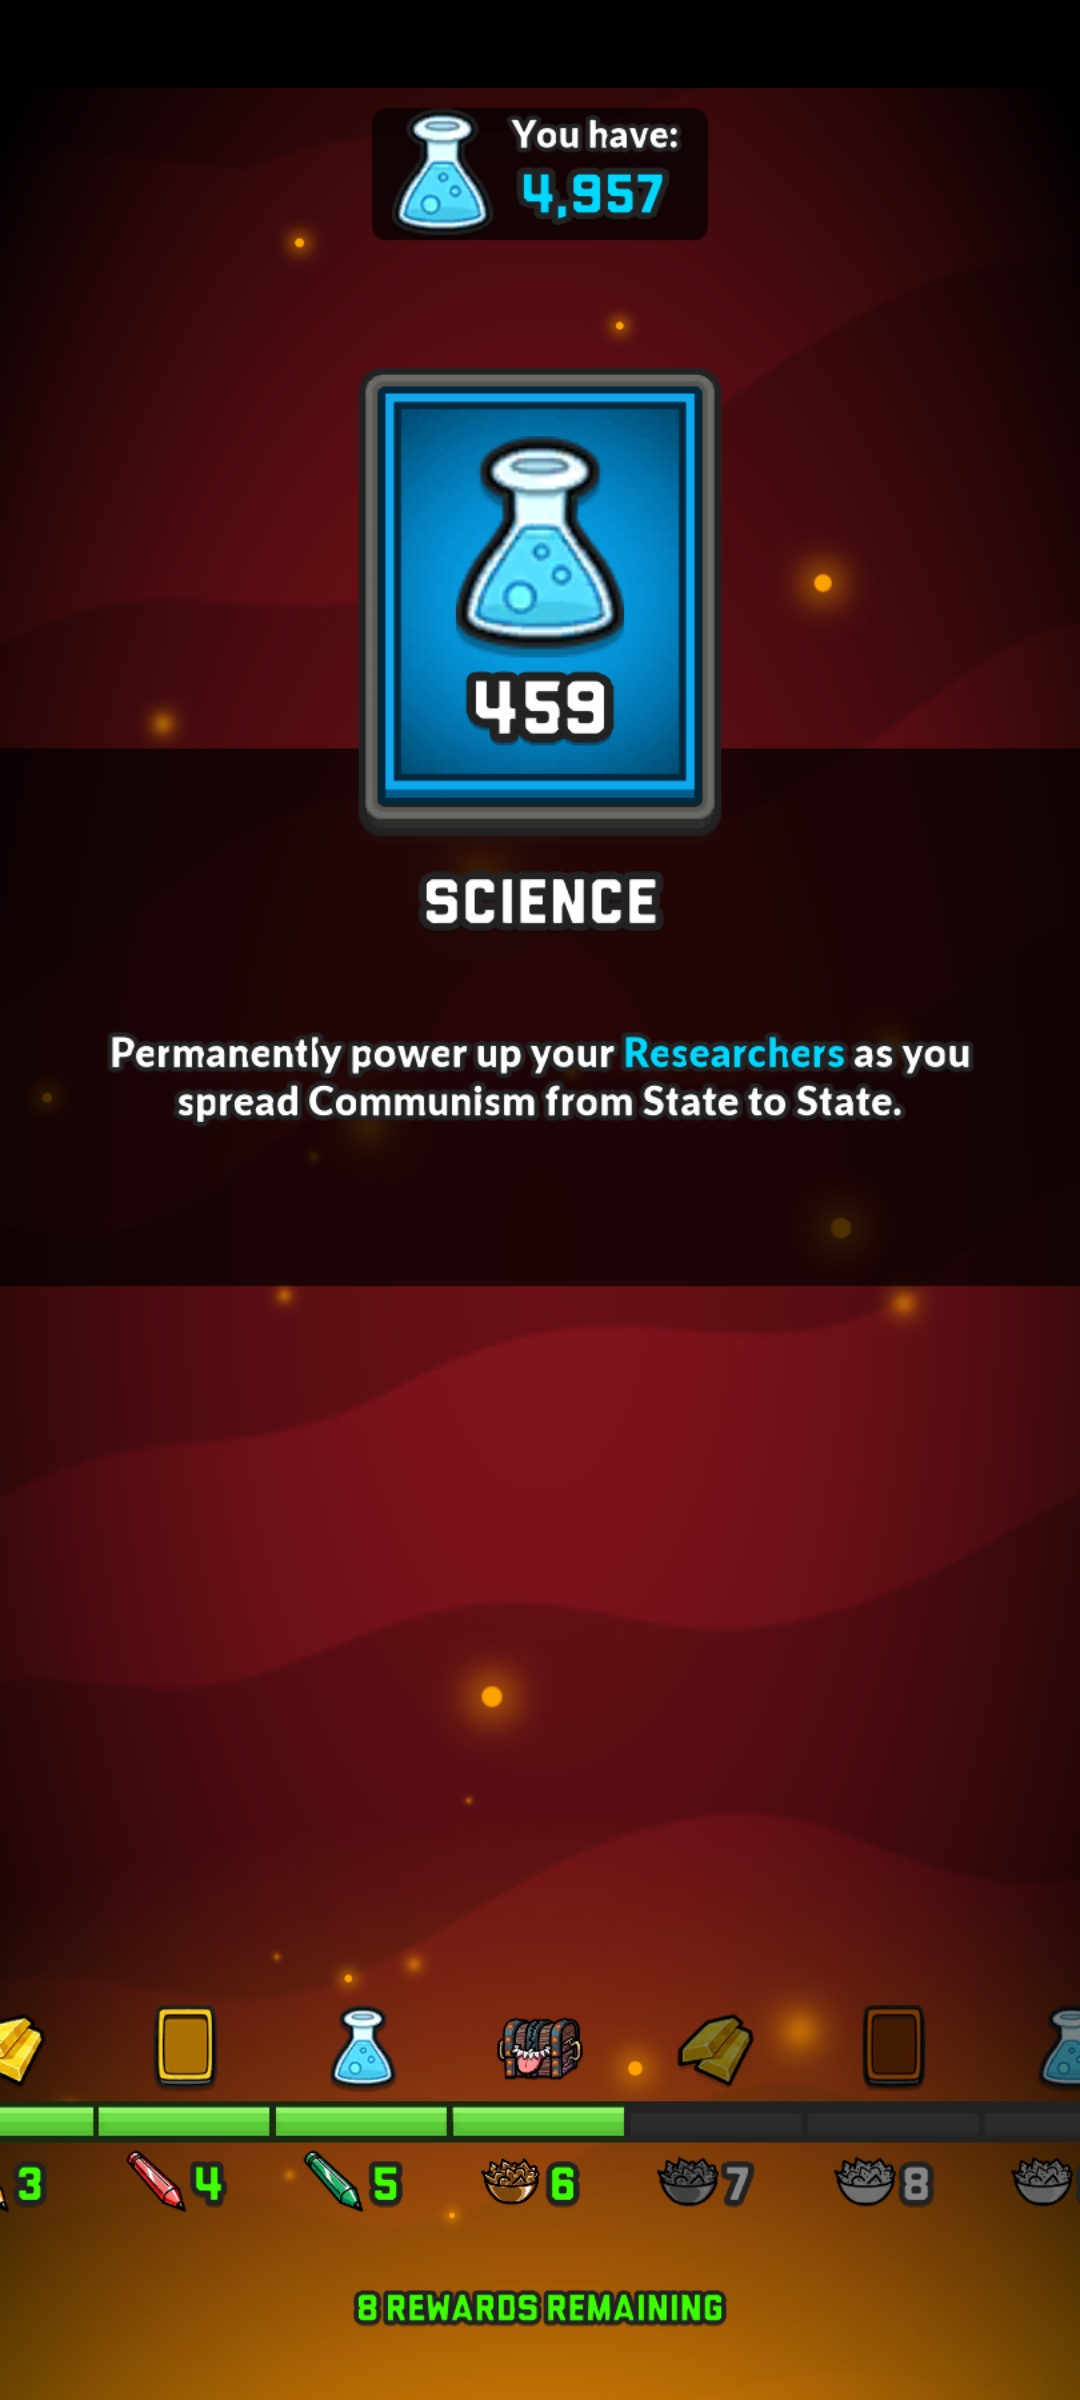 You have:
4,957
459
SCIENCE
Permanently power up your Researchers as you
spread Communism from State to State.
3
4
5
6
7
8
8 REWARDS REMAINING